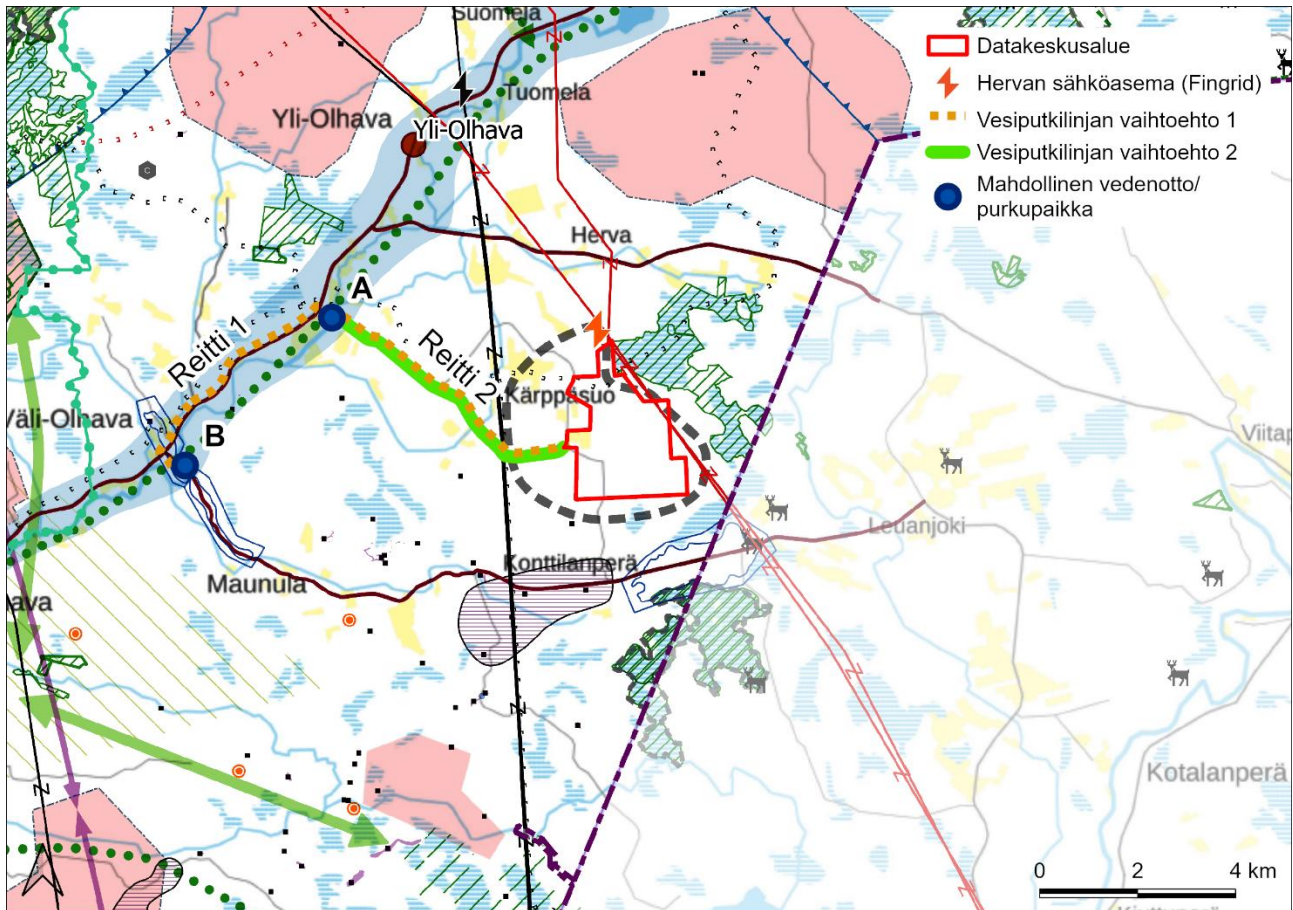 Suomela
Datakeskusalue
Hervan sähköasema (Fingrid)
Vesiputkilinjan vaihtoehto 1
Vesiputkilinjan vaihtoehto 2
Mahdollinen vedenotto/
purkupaikka
Tuomela
Yli-Olhava
Yli-Olhava
C
Herva
A
Reitti 1
Reitti 2
Kärppäsuo
Väli-Olhava
B
Viitap
Leuanjoki
Konttilanperä
Maunula
ava
Kotalanperä
0 2 4 km